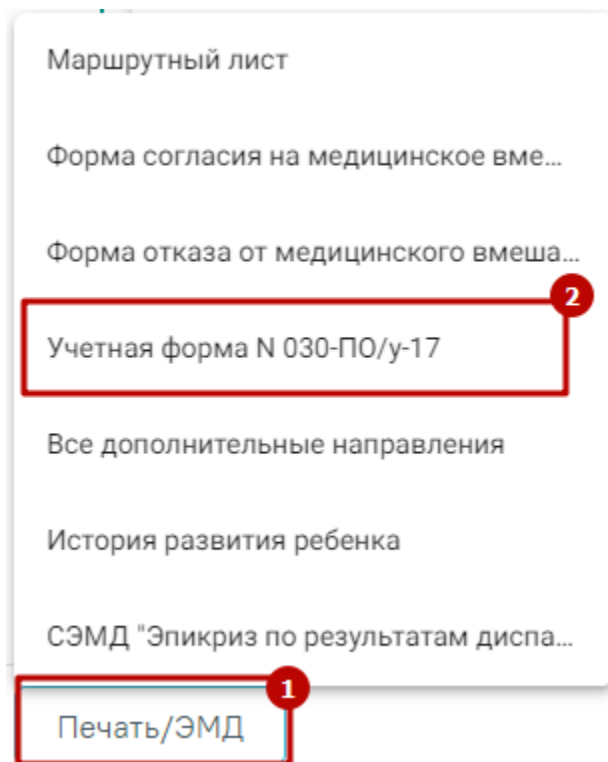 Маршрутный лист
Форма согласия на медицинское вме...
Форма отказа от медицинского вмеша...
2
Учетная форма N 030-ПО/у-17
Все дополнительные направления
История развития ребенка
СЭМД "Эпикриз по результатам диспа...
1
Печать/ЭМД